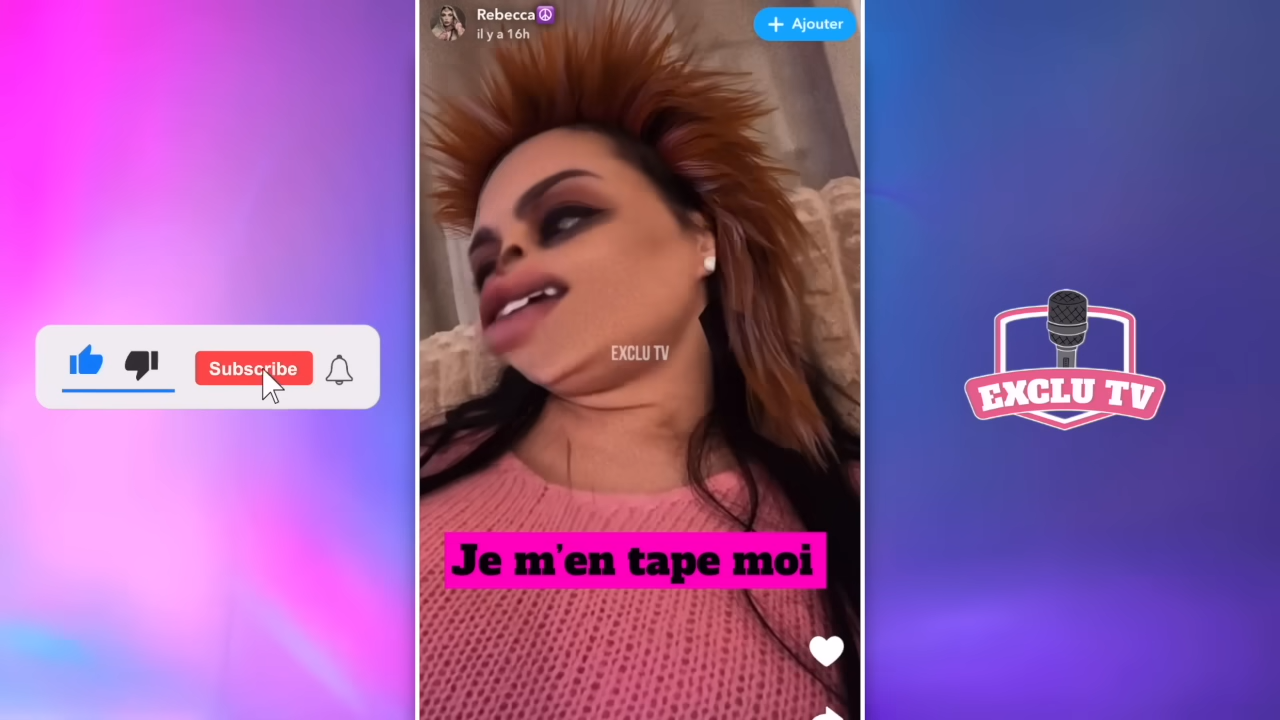 Rebecca☮️
il y a 16h
+ Ajouter
Subscribe
EXCLU TV
EXCLU TV
Je m'en tape moi